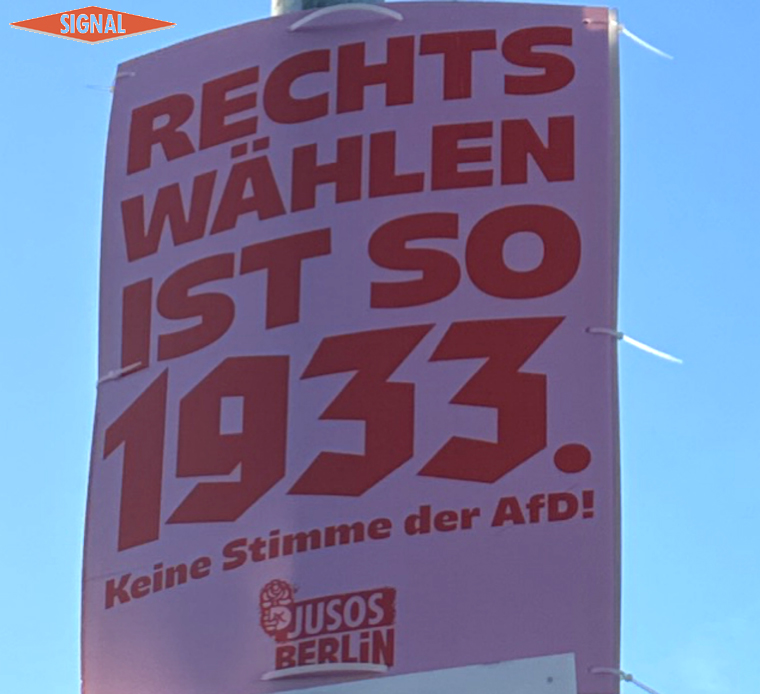 SIGNAL
RECHTS
WÄHLEN
IST SO
1933.
Keine Stimme der AfD!
JUSOS
BERLiN